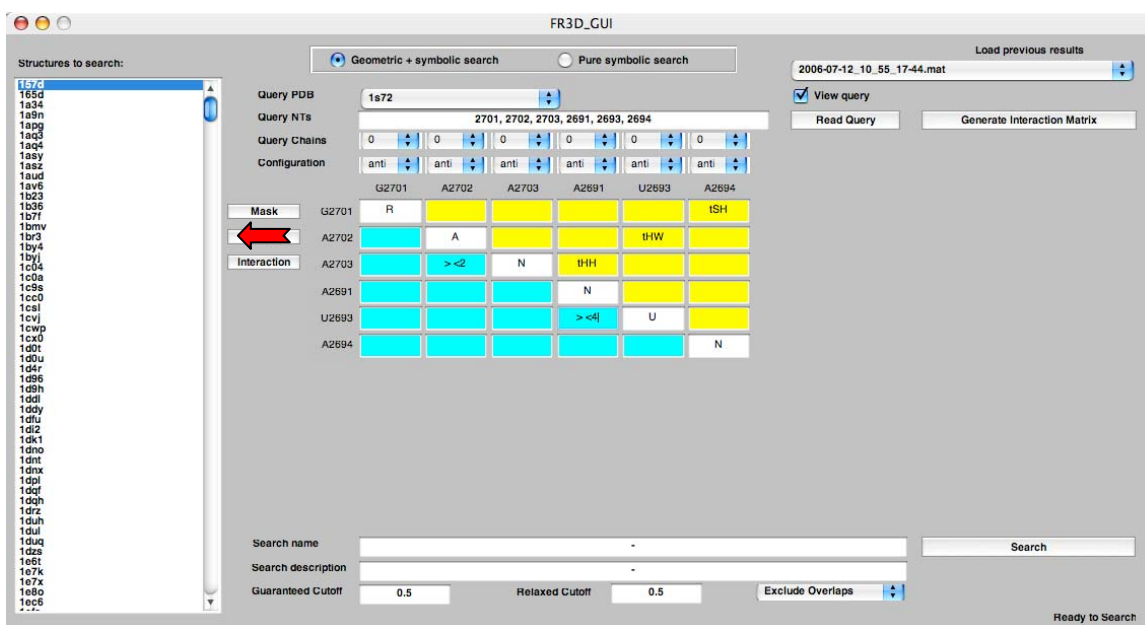 FR3D_GUI
Structures to search:
Geometric + symbolic search
Pure symbolic search
Load previous results
2006-07-12_10_55_17-44.mat
View query
Read Query
Generate Interaction Matrix
Query PDB
1s72
Query NTs
2701, 2702, 2703, 2691, 2693, 2694
Query Chains
0 0 0 0 0 0
Configuration
anti anti anti anti anti anti
G2701 A2702 A2703 A2691 U2693 A2694
Mask G2701 R tSH
A2702 A tHW
Interaction A2703 > <2 N tHH
A2691 N
U2693 > <4 U
A2694 N
157d
165d
1a34
1a9n
1apg
1aq3
1aq4
1asy
1asz
1aud
1av6
1b23
1b36
1b7f
1bmv
1br3
1by4
1byj
1c04
1c0a
1c9s
1cc0
1csl
1cvj
1cwp
1cx0
1d0t
1d0u
1d4r
1d96
1d9h
1ddl
1ddy
1dfu
1di2
1dk1
1dno
1dnt
1dnx
1dpl
1dqf
1dqh
1drz
1duh
1dul
1duq
1dzs
1e6t
1e7k
1e7x
1e8o
1ec6
Search name
-
Search
Search description
-
Guaranteed Cutoff
0.5
Relaxed Cutoff
0.5
Exclude Overlaps
Ready to Search